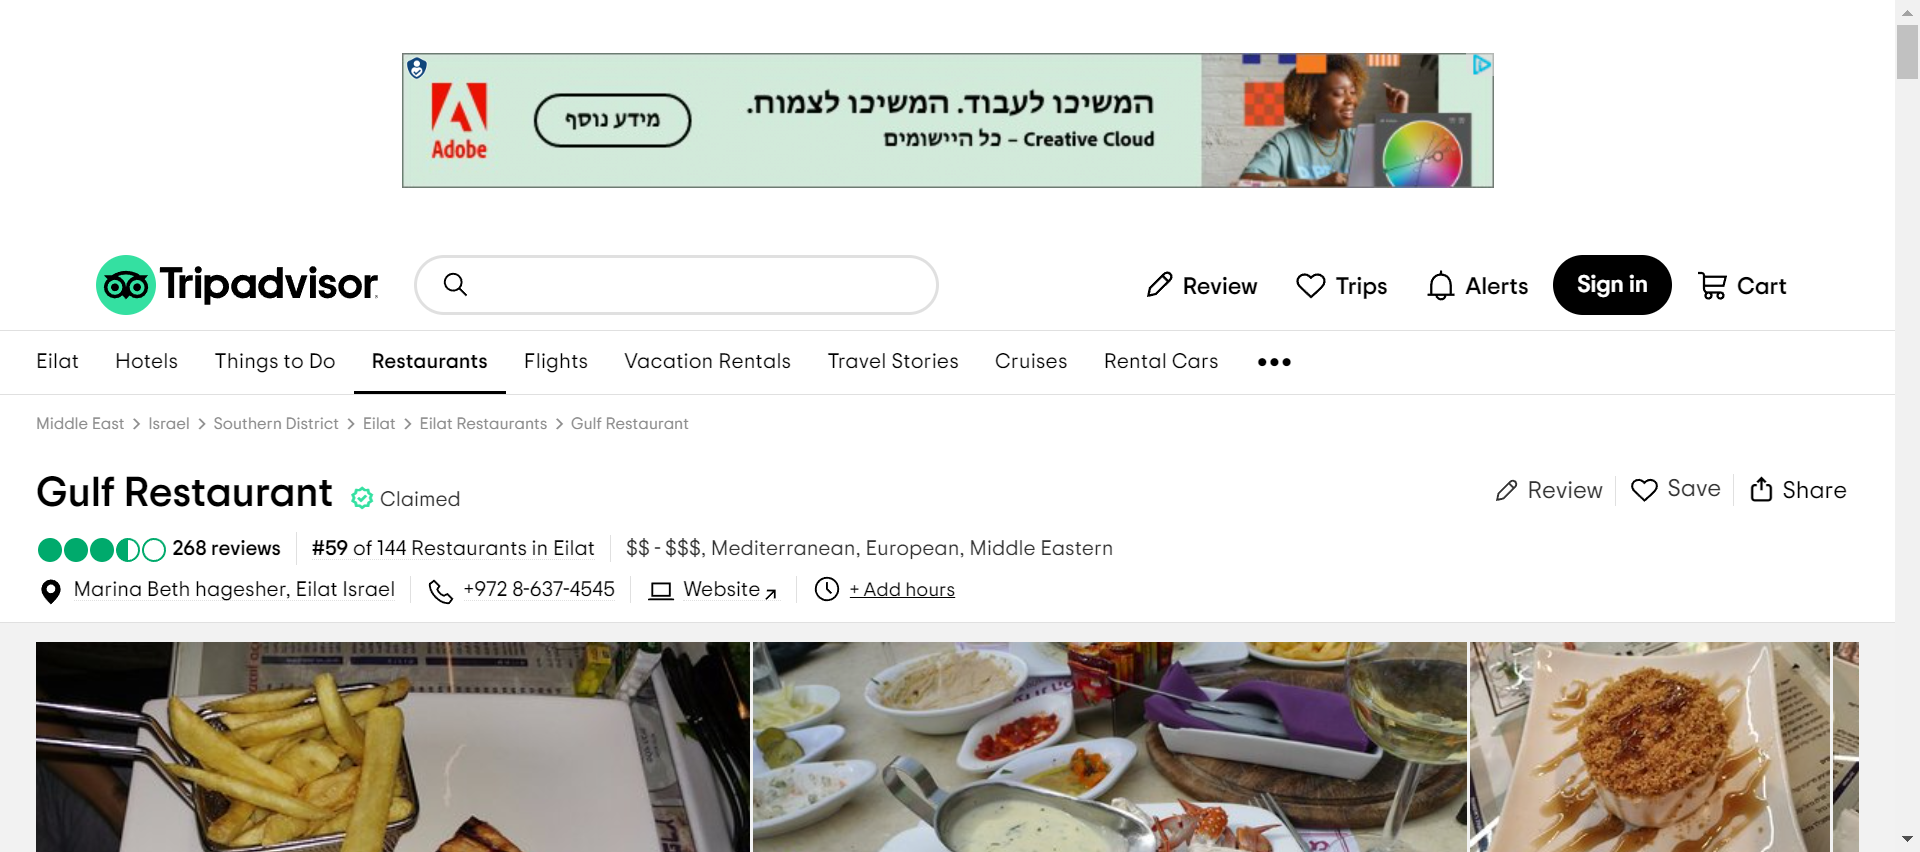 Adobe
מידע נוסף
המשיכו לעבוד. המשיכו לצמוח.
Creative Cloud – כל היישומים
Tripadvisor
Review
Trips
Alerts
Sign in
Cart
Eilat
Hotels
Things to Do
Restaurants
Flights
Vacation Rentals
Travel Stories
Cruises
Rental Cars
Middle East > Israel > Southern District > Eilat > Eilat Restaurants > Gulf Restaurant
Gulf Restaurant
Claimed
Review
Save
Share
268 reviews
#59 of 144 Restaurants in Eilat
$$ - $$$, Mediterranean, European, Middle Eastern
Marina Beth hagesher, Eilat Israel
+972 8-637-4545
Website
+ Add hours